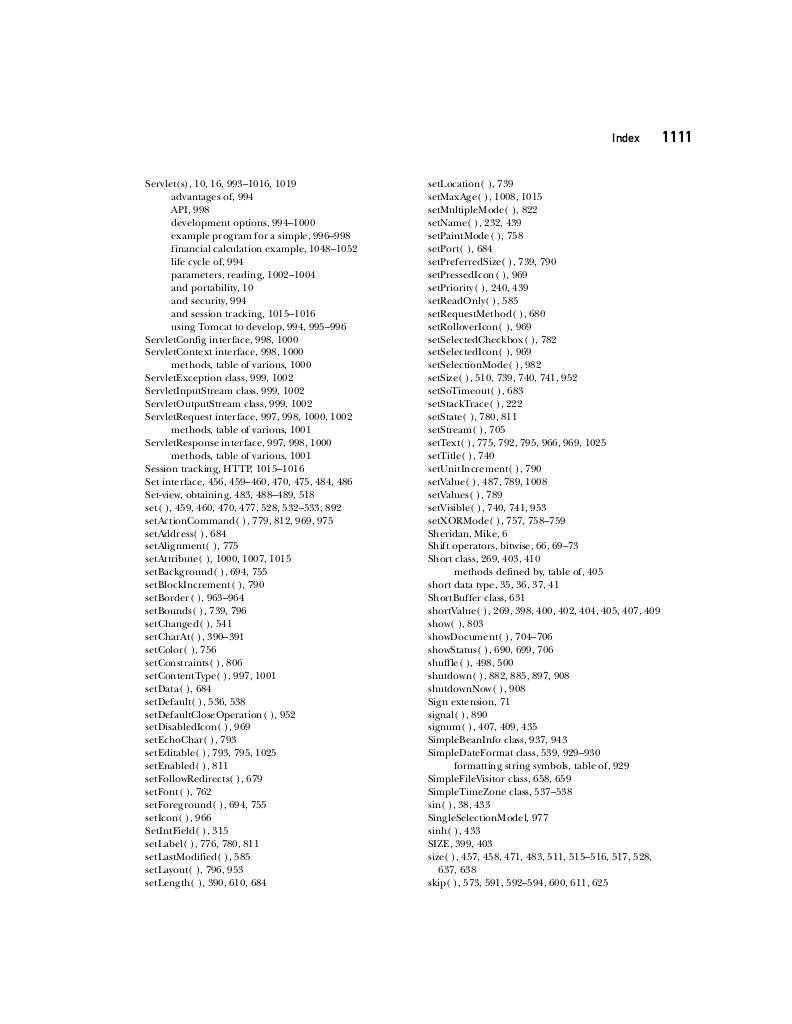 Index 1111
Servlet(s), 10, 16, 993–1016, 1019
advantages of, 994
API, 998
development options, 994–1000
example program for a simple, 996–998
financial calculation example, 1048–1052
life cycle of, 994
parameters, reading, 1002–1004
and portability, 10
and security, 994
and session tracking, 1015–1016
using Tomcat to develop, 994, 995–996
ServletConfig interface, 998, 1000
ServletContext interface, 998, 1000
methods, table of various, 1000
ServletException class, 999, 1002
ServletInputStream class, 999, 1002
ServletOutputStream class, 999, 1002
ServletRequest interface, 997, 998, 1000, 1002
methods, table of various, 1001
ServletResponse interface, 997, 998, 1000
methods, table of various, 1001
Session tracking, HTTP, 1015–1016
Set interface, 456, 459–460, 470, 475, 484, 486
Set-view, obtaining, 483, 488–489, 518
set( ), 459, 460, 470, 477, 528, 532–533, 892
setActionCommand( ), 779, 812, 969, 975
setAddress( ), 684
setAlignment( ), 775
setAttribute( ), 1000, 1007, 1015
setBackground( ), 694, 755
setBlockIncrement( ), 790
setBorder( ), 963–964
setBounds( ), 739, 796
setChanged( ), 541
setCharAt( ), 390–391
setColor( ), 756
setConstraints( ), 806
setContentType( ), 997, 1001
setData( ), 684
setDefault( ), 536, 538
setDefaultCloseOperation( ), 952
setDisabledIcon( ), 969
setEchoChar( ), 793
setEditable( ), 793, 795, 1025
setEnabled( ), 811
setFollowRedirects( ), 679
setFont( ), 762
setForeground( ), 694, 755
setIcon( ), 966
SetIntField( ), 315
setLabel( ), 776, 780, 811
setLastModified( ), 585
setLayout( ), 796, 953
setLength( ), 390, 610, 684
setLocation( ), 739
setMaxAge( ), 1008, 1015
setMultipleMode( ), 822
setName( ), 232, 439
setPaintMode( ), 758
setPort( ), 684
setPreferredSize( ), 739, 790
setPressedIcon( ), 969
setPriority( ), 240, 439
setReadOnly( ), 585
setRequestMethod( ), 680
setRolloverIcon( ), 969
setSelectedCheckbox( ), 782
setSelectedIcon( ), 969
setSelectionMode( ), 982
setSize( ), 510, 739, 740, 741, 952
setSoTimeout( ), 683
setStackTrace( ), 222
setState( ), 780, 811
setStream( ), 705
setText( ), 775, 792, 795, 966, 969, 1025
setTitle( ), 740
setUnitIncrement( ), 790
setValue( ), 487, 789, 1008
setValues( ), 789
setVisible( ), 740, 741, 953
setXORMode( ), 757, 758–759
Sheridan, Mike, 6
Shift operators, bitwise, 66, 69–73
Short class, 269, 403, 410
methods defined by, table of, 405
short data type, 35, 36, 37, 41
ShortBuffer class, 631
shortValue( ), 269, 398, 400, 402, 404, 405, 407, 409
show( ), 803
showDocument( ), 704–706
showStatus( ), 690, 699, 706
shuffle( ), 498, 500
shutdown( ), 882, 885, 897, 908
shutdownNow( ), 908
Sign extension, 71
signal( ), 890
signum( ), 407, 409, 435
SimpleBeanInfo class, 937, 943
SimpleDateFormat class, 539, 929–930
formatting string symbols, table of, 929
SimpleFileVisitor class, 658, 659
SimpleTimeZone class, 537–538
sin( ), 38, 433
SingleSelectionModel, 977
sinh( ), 433
SIZE, 399, 403
size( ), 457, 458, 471, 483, 511, 515–516, 517, 528,
637, 638
skip( ), 573, 591, 592–594, 600, 611, 625